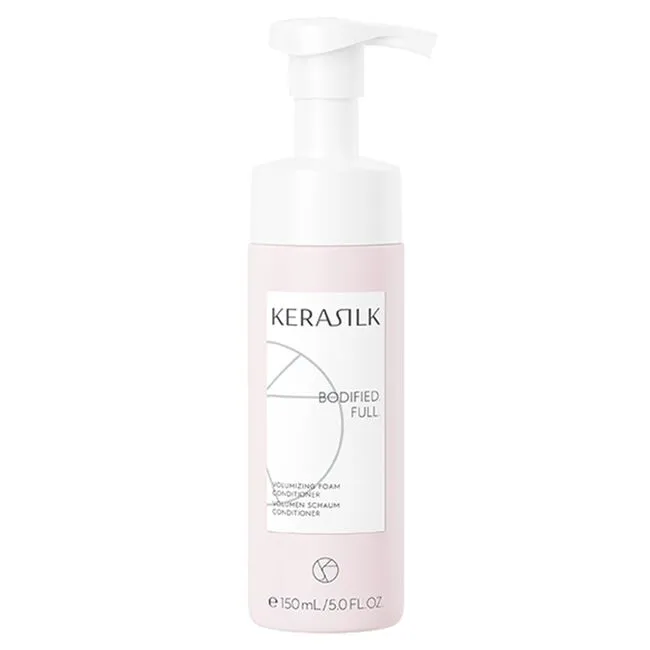 KERASILK
BODIFIED.
FULL.
VOLUMIZING FOAM
CONDITIONER
VOLUMEN SCHAUM
CONDITIONER
℮ 150 mL/5.0 FL.OZ.